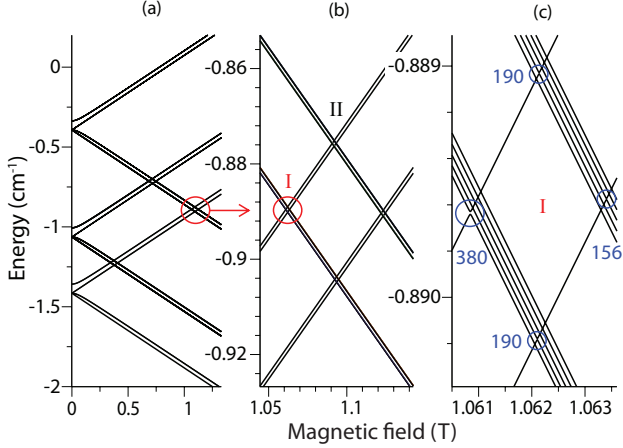 (a)
(b)
(c)
Energy (cm⁻¹)
0
-0.5
-1
-1.5
-2
0
0.5
1
-0.86
-0.88
-0.9
-0.92
1.05
1.1
II
I
-0.889
-0.890
1.061
1.062
1.063
190
I
380
156
190
Magnetic field (T)